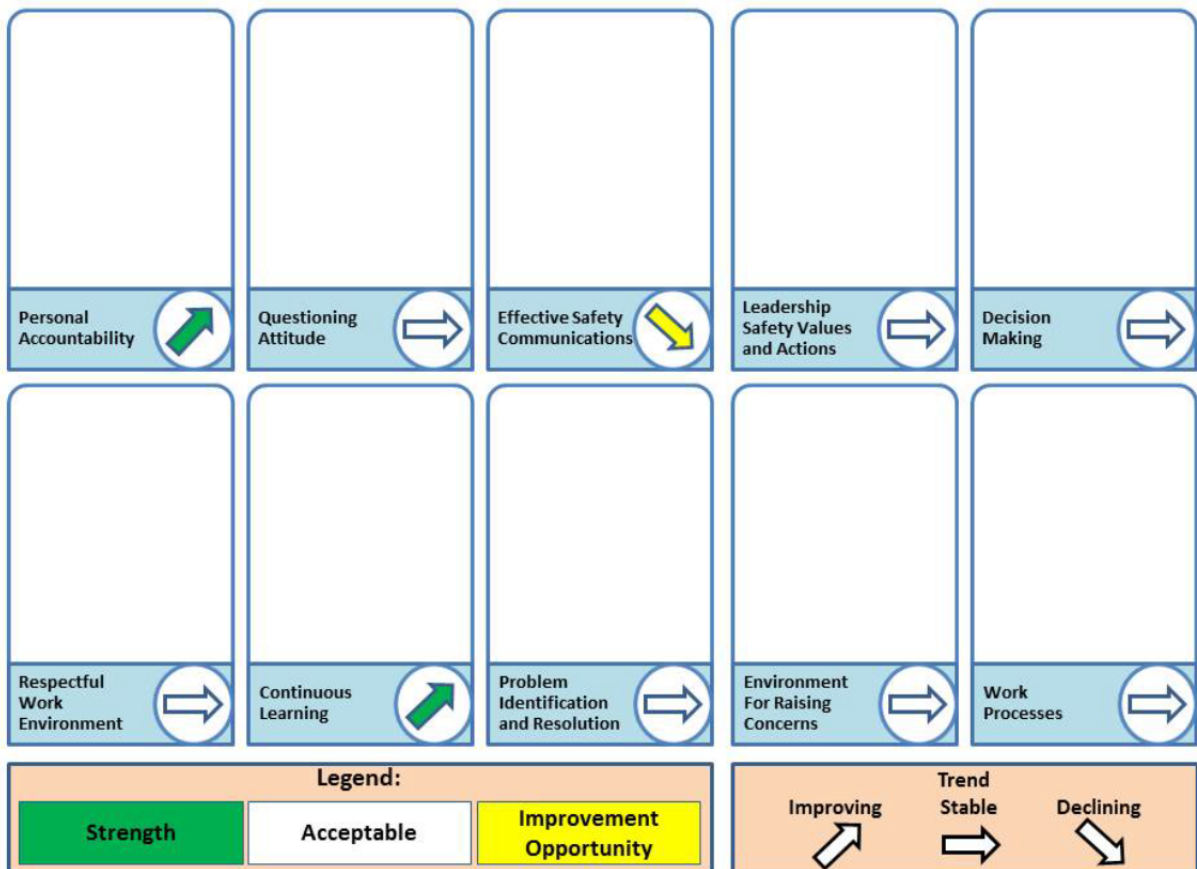 Personal
Accountability
Questioning
Attitude
Effective Safety
Communications
Leadership
Safety Values
and Actions
Decision
Making
Respectful
Work
Environment
Continuous
Learning
Problem
Identification
and Resolution
Environment
For Raising
Concerns
Work
Processes
Legend:
Strength
Acceptable
Improvement
Opportunity
Trend
Improving
Stable
Declining